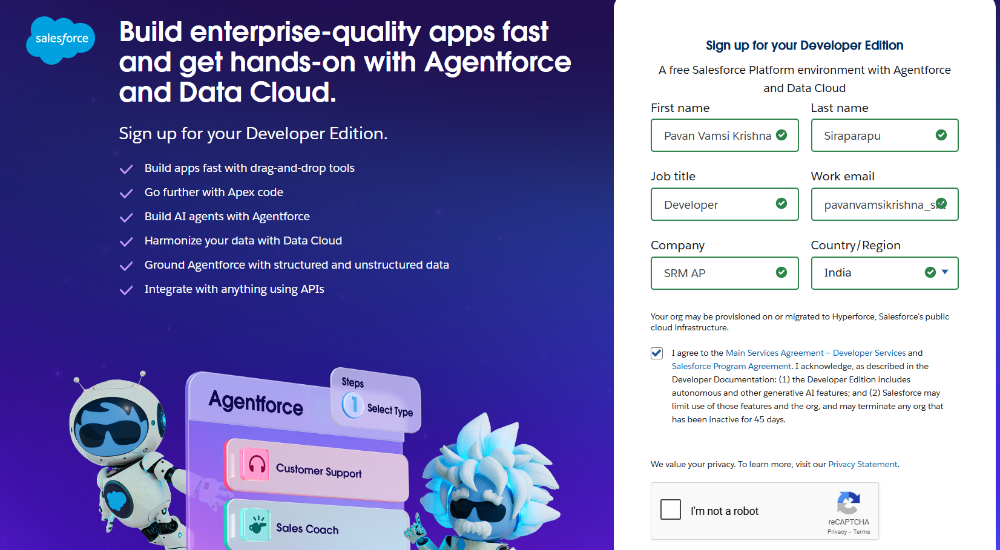 salesforce
Build enterprise-quality apps fast
and get hands-on with Agentforce
and Data Cloud.
Sign up for your Developer Edition.
Build apps fast with drag-and-drop tools
Go further with Apex code
Build AI agents with Agentforce
Harmonize your data with Data Cloud
Ground Agentforce with structured and unstructured data
Integrate with anything using APIs
Agentforce
Steps
1
Select Type
Customer Support
Sales Coach
Sign up for your Developer Edition
A free Salesforce Platform environment with Agentforce
and Data Cloud
First name
Last name
Pavan Vamsi Krishna
Siraparapu
Job title
Work email
Developer
Company
Country/Region
SRM AP
India
Your org may be provisioned on or migrated to Hyperforce, Salesforce's public
cloud infrastructure.
I agree to the Main Services Agreement – Developer Services and
Salesforce Program Agreement. I acknowledge, as described in the
Developer Documentation: (1) the Developer Edition includes
autonomous and other generative AI features; and (2) Salesforce may
limit use of those features and the org, and may terminate any org that
has been inactive for 45 days.
We value your privacy. To learn more, visit our Privacy Statement.
I'm not a robot
reCAPTCHA
Privacy - Terms